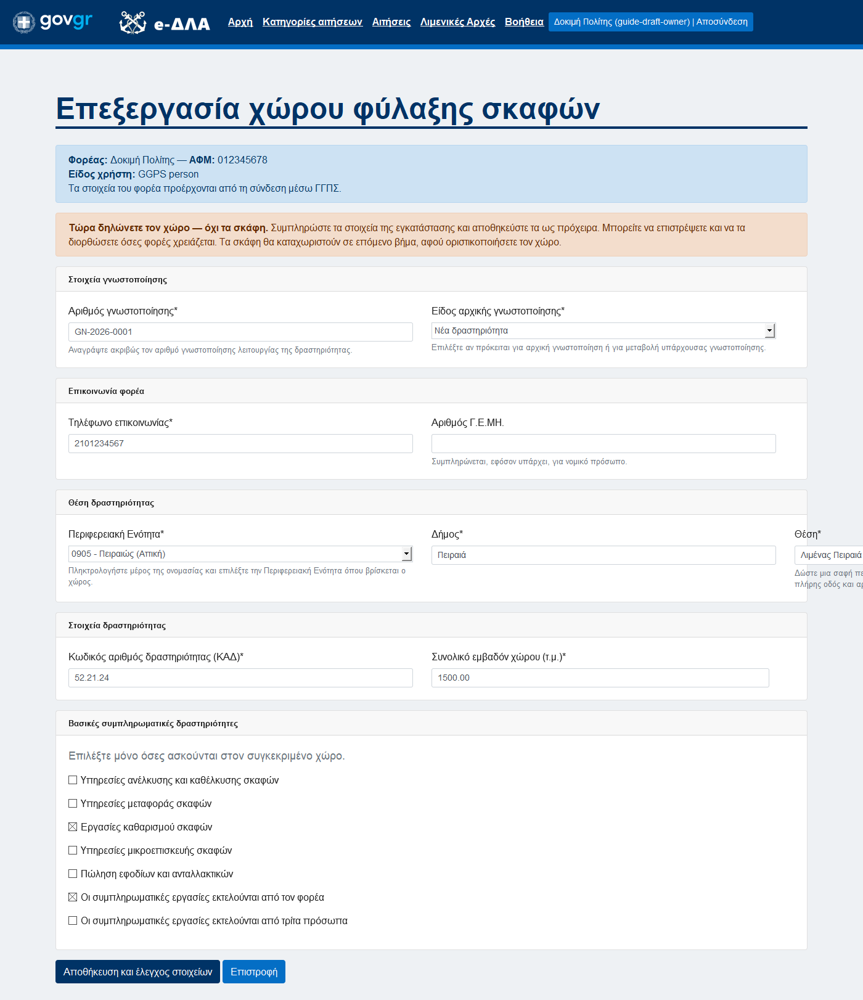 govgr
e-ΔΛΑ
Αρχή Κατηγορίες αιτήσεων Αιτήσεις Λιμενικές Αρχές Βοήθεια Δοκιμή Πολίτης (guide-draft-owner) | Αποσύνδεση
Επεξεργασία χώρου φύλαξης σκαφών
Φορέας: Δοκιμή Πολίτης — ΑΦΜ: 012345678
Είδος χρήστη: GGPS person
Τα στοιχεία του φορέα προέρχονται από τη σύνδεση μέσω ΓΓΠΣ.
Τώρα δηλώνετε τον χώρο — όχι τα σκάφη. Συμπληρώστε τα στοιχεία της εγκατάστασης και αποθηκεύστε τα ως πρόχειρα. Μπορείτε να επιστρέψετε και να τα
διορθώσετε όσες φορές χρειάζεται. Τα σκάφη θα καταχωριστούν σε επόμενο βήμα, αφού οριστικοποιήσετε τον χώρο.
Στοιχεία γνωστοποίησης
Αριθμός γνωστοποίησης* Είδος αρχικής γνωστοποίησης*
GN-2026-0001 Νέα δραστηριότητα
Αναγράψτε ακριβώς τον αριθμό γνωστοποίησης λειτουργίας της δραστηριότητας. Επιλέξτε αν πρόκειται για αρχική γνωστοποίηση ή για μεταβολή υπάρχουσας γνωστοποίησης.
Επικοινωνία φορέα
Τηλέφωνο επικοινωνίας* Αριθμός Γ.Ε.ΜΗ.
2101234567
Συμπληρώνεται, εφόσον υπάρχει, για νομικό πρόσωπο.
Θέση δραστηριότητας
Περιφερειακή Ενότητα* Δήμος* Θέση*
0905 - Πειραιώς (Αττική) Πειραιά Λιμένας Πειραιά
Πληκτρολογήστε μέρος της ονομασίας και επιλέξτε την Περιφερειακή Ενότητα όπου βρίσκεται ο Δώστε μια σαφή πε
χώρος. πλήρης οδός και αρ
Στοιχεία δραστηριότητας
Κωδικός αριθμός δραστηριότητας (ΚΑΔ)* Συνολικό εμβαδόν χώρου (τ.μ.)*
52.21.24 1500.00
Βασικές συμπληρωματικές δραστηριότητες
Επιλέξτε μόνο όσες ασκούνται στον συγκεκριμένο χώρο.
Υπηρεσίες ανέλκυσης και καθέλκυσης σκαφών
Υπηρεσίες μεταφοράς σκαφών
Εργασίες καθαρισμού σκαφών
Υπηρεσίες μικροεπισκευής σκαφών
Πώληση εφοδίων και ανταλλακτικών
Οι συμπληρωματικές εργασίες εκτελούνται από τον φορέα
Οι συμπληρωματικές εργασίες εκτελούνται από τρίτα πρόσωπα
Αποθήκευση και έλεγχος στοιχείων Επιστροφή